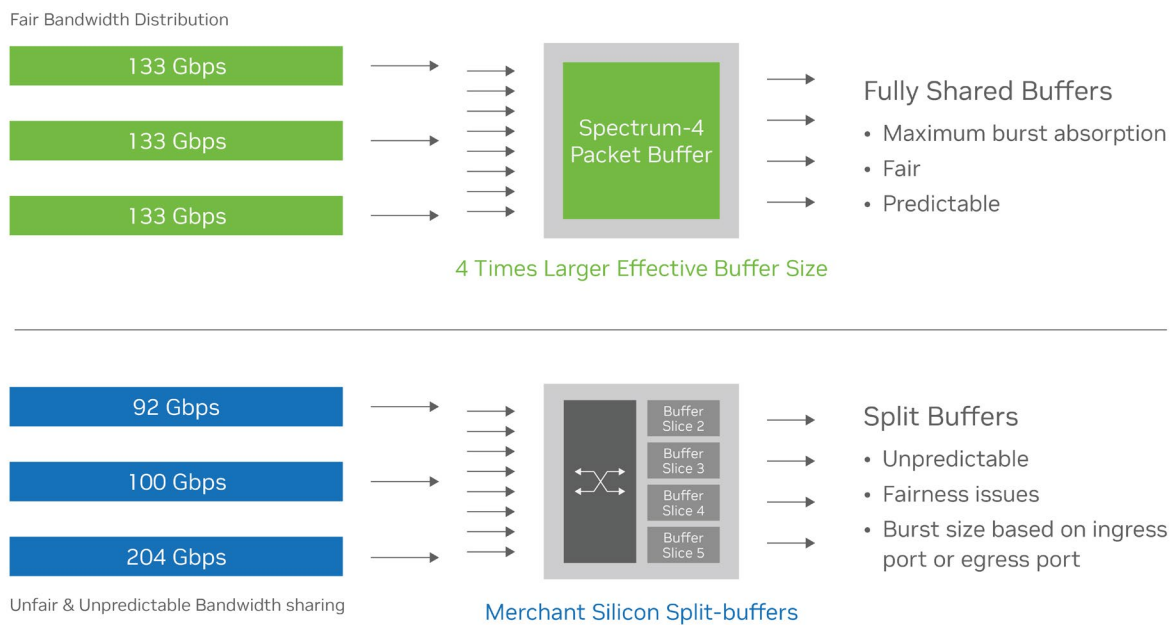 Fair Bandwidth Distribution
133 Gbps
133 Gbps
133 Gbps
Spectrum-4
Packet Buffer
4 Times Larger Effective Buffer Size
Fully Shared Buffers
• Maximum burst absorption
• Fair
• Predictable
92 Gbps
100 Gbps
204 Gbps
Unfair & Unpredictable Bandwidth sharing
Buffer
Slice 2
Buffer
Slice 3
Buffer
Slice 4
Buffer
Slice 5
Merchant Silicon Split-buffers
Split Buffers
• Unpredictable
• Fairness issues
• Burst size based on ingress
port or egress port